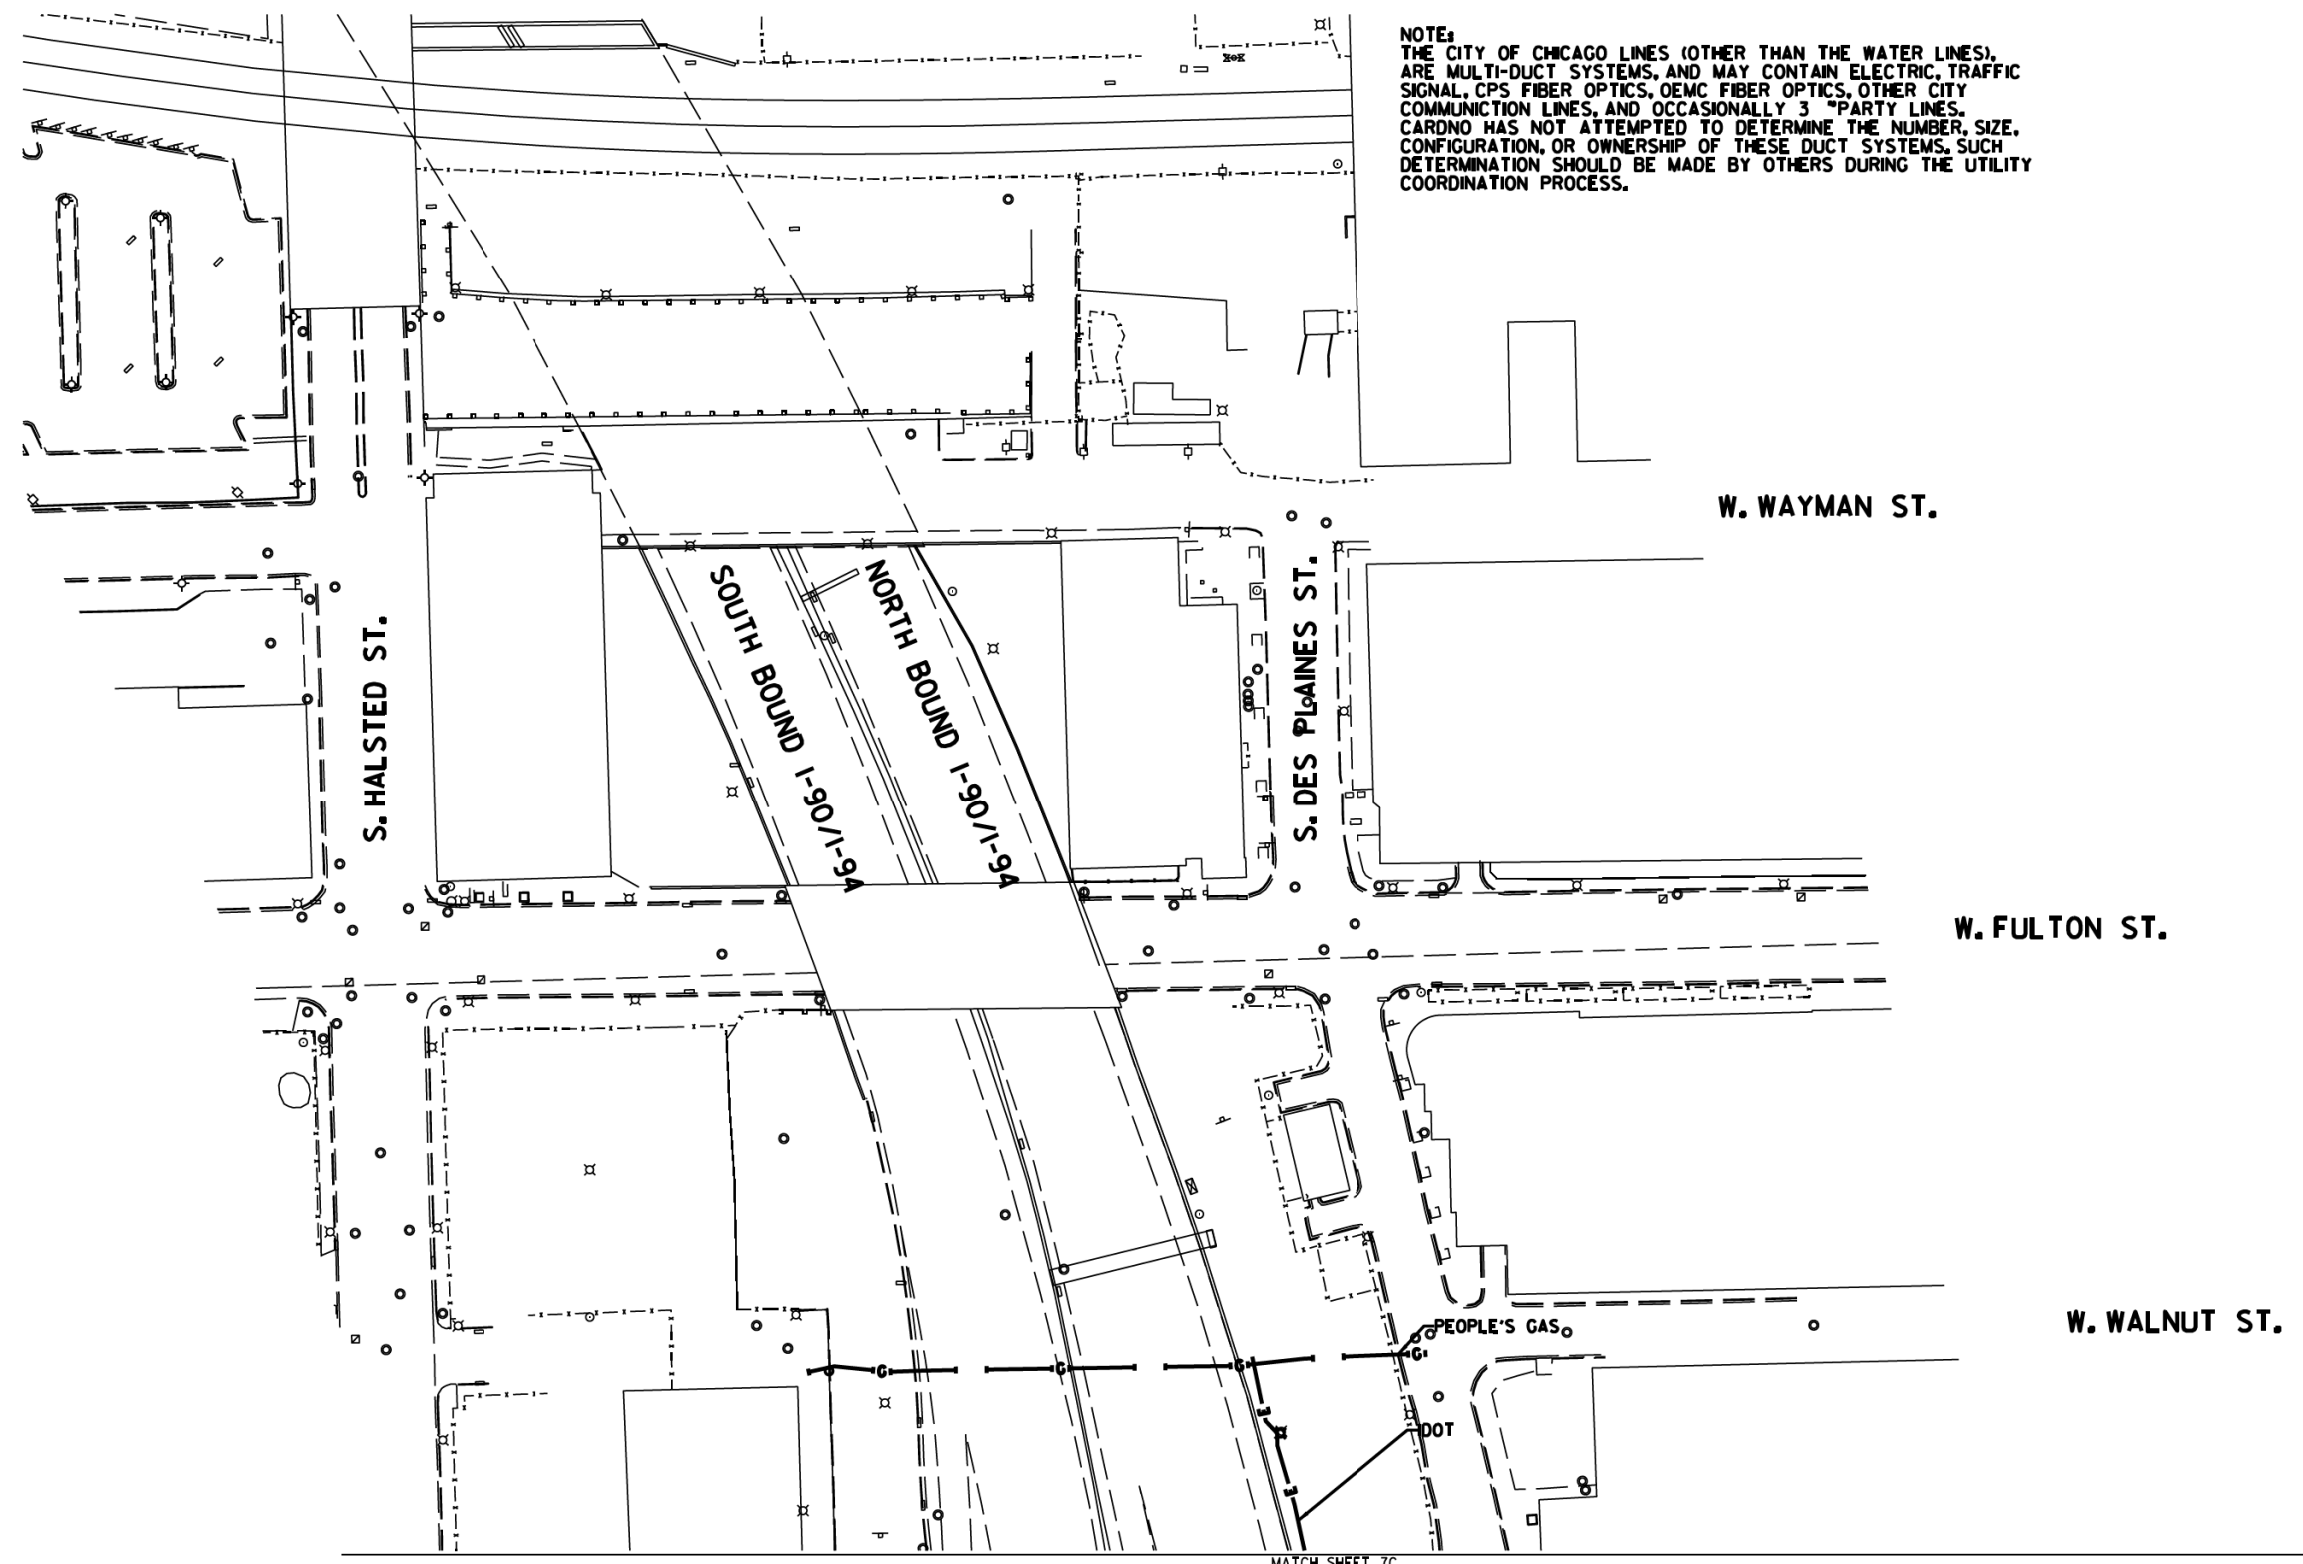 NOTE:
THE CITY OF CHICAGO LINES (OTHER THAN THE WATER LINES),
ARE MULTI-DUCT SYSTEMS, AND MAY CONTAIN ELECTRIC, TRAFFIC
SIGNAL, CPS FIBER OPTICS, OEMC FIBER OPTICS, OTHER CITY
COMMUNICTION LINES, AND OCCASIONALLY 3 "PARTY LINES.
CARDNO HAS NOT ATTEMPTED TO DETERMINE THE NUMBER, SIZE,
CONFIGURATION, OR OWNERSHIP OF THESE DUCT SYSTEMS. SUCH
DETERMINATION SHOULD BE MADE BY OTHERS DURING THE UTILITY
COORDINATION PROCESS.
W. WAYMAN ST.
SOUTH BOUND I-90/I-94
NORTH BOUND I-90/I-94
S. HALSTED ST.
S. DES PLAINES ST.
W. FULTON ST.
W. WALNUT ST.
PEOPLE'S GAS
G
G
G
G
E
DOT
E
MATCH SHEET 7C